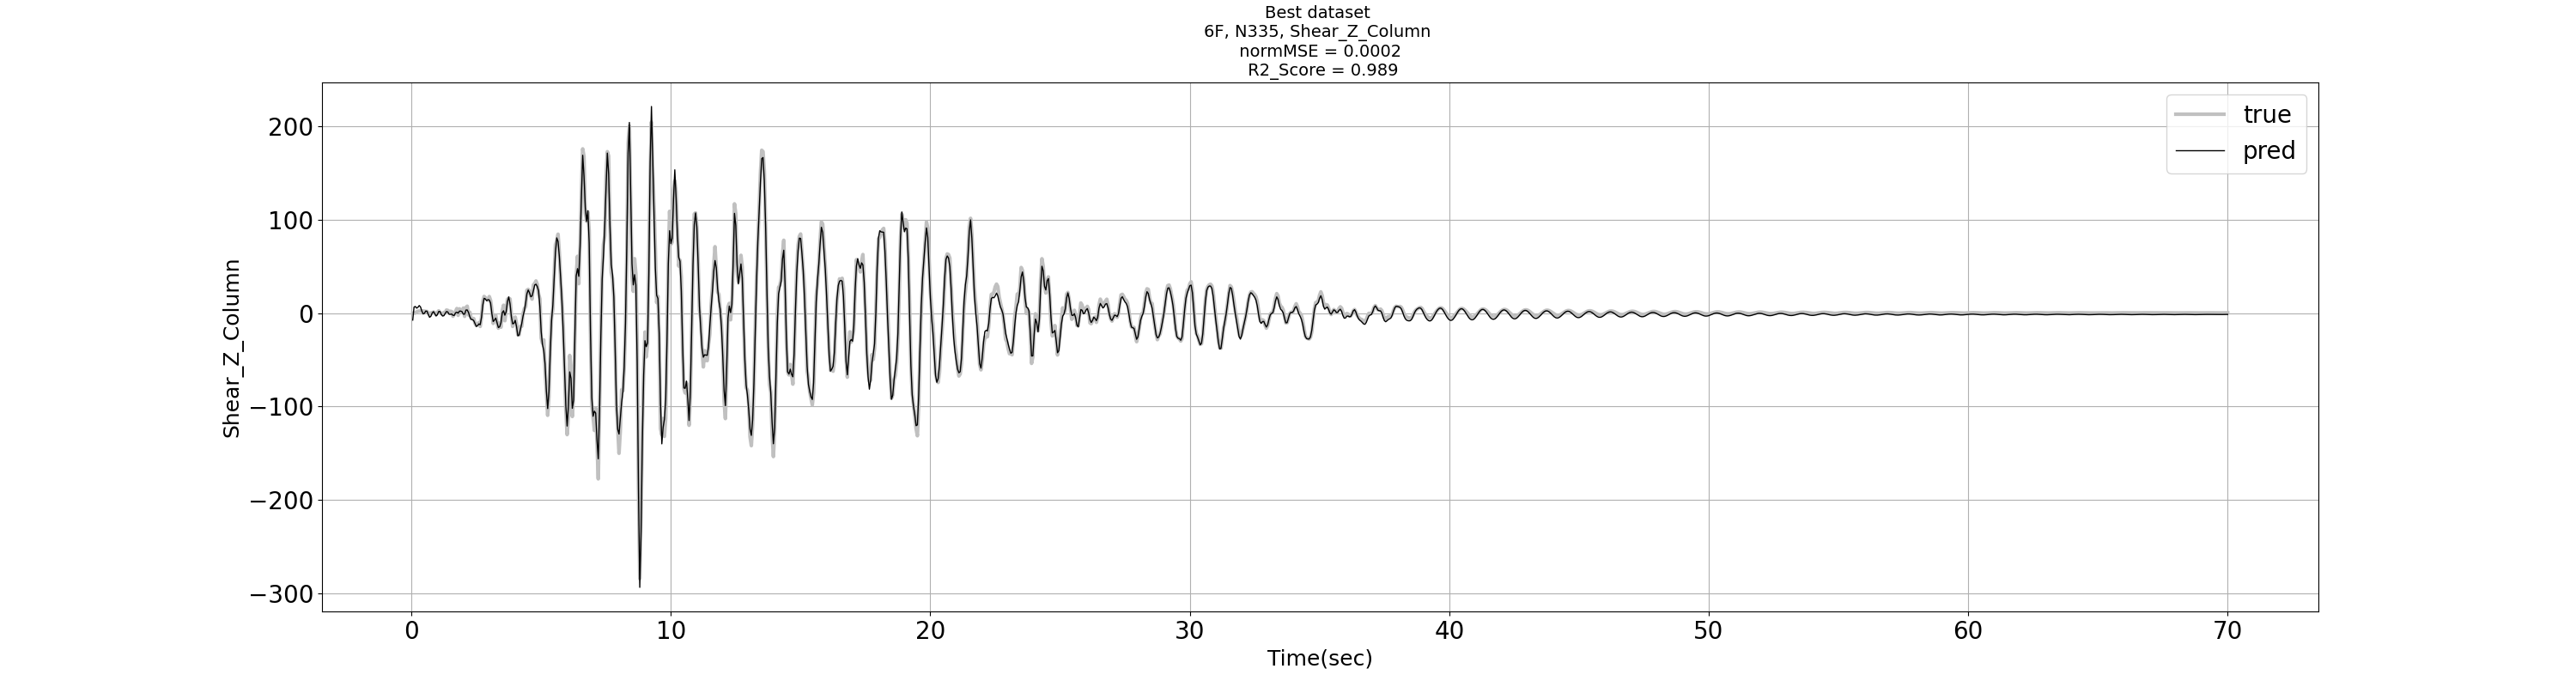 Best dataset
6F, N335, Shear_Z_Column
normMSE = 0.0002
R2_Score = 0.989
true
pred
200
100
0
−100
−200
−300
Shear_Z_Column
0 10 20 30 40 50 60 70
Time(sec)